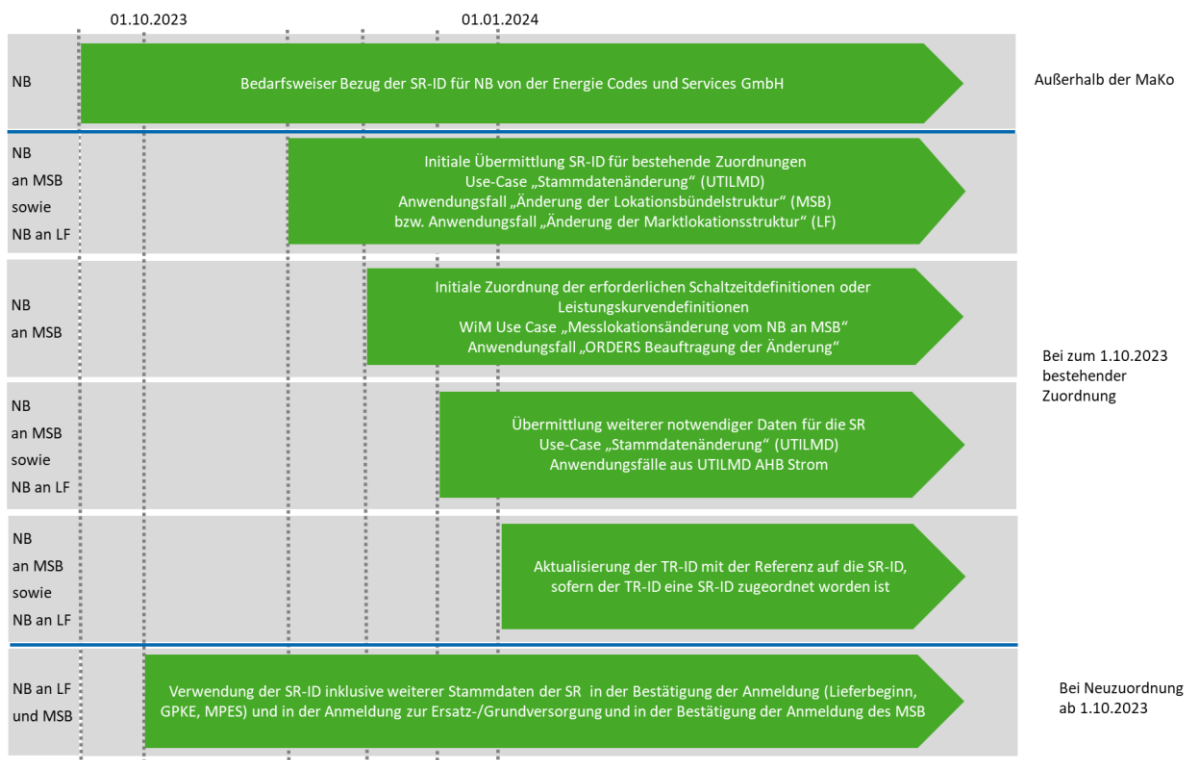 01.10.2023
01.01.2024
NB
Bedarfsweiser Bezug der SR-ID für NB von der Energie Codes und Services GmbH
Außerhalb der MaKo
NB
an MSB
sowie
NB an LF
Initiale Übermittlung SR-ID für bestehende Zuordnungen
Use-Case „Stammdatenänderung“ (UTILMD)
Anwendungsfall „Änderung der Lokationsbündelstruktur“ (MSB)
bzw. Anwendungsfall „Änderung der Marktlokationsstruktur“ (LF)
NB
an MSB
Initiale Zuordnung der erforderlichen Schaltzeitdefinitionen oder
Leistungskurvendefinitionen
WiM Use Case „Messlokationsänderung vom NB an MSB“
Anwendungsfall „ORDERS Beauftragung der Änderung“
Bei zum 1.10.2023
bestehender
Zuordnung
NB
an MSB
sowie
NB an LF
Übermittlung weiterer notwendiger Daten für die SR
Use-Case „Stammdatenänderung“ (UTILMD)
Anwendungsfälle aus UTILMD AHB Strom
NB
an MSB
sowie
NB an LF
Aktualisierung der TR-ID mit der Referenz auf die SR-ID,
sofern der TR-ID eine SR-ID zugeordnet worden ist
NB an LF
und MSB
Verwendung der SR-ID inklusive weiterer Stammdaten der SR in der Bestätigung der Anmeldung (Lieferbeginn,
GPKE, MPES) und in der Anmeldung zur Ersatz-/Grundversorgung und in der Bestätigung der Anmeldung des MSB
Bei Neuzuordnung
ab 1.10.2023